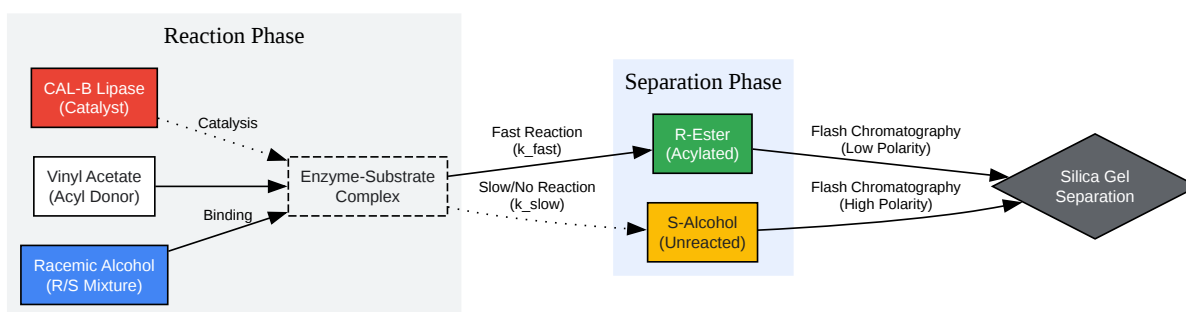 Reaction Phase
CAL-B Lipase
(Catalyst)
Catalysis
Vinyl Acetate
(Acyl Donor)
Binding
Racemic Alcohol
(R/S Mixture)
Enzyme-Substrate
Complex
Fast Reaction
(k_fast)
Slow/No Reaction
(k_slow)
Separation Phase
R-Ester
(Acylated)
S-Alcohol
(Unreacted)
Flash Chromatography
(Low Polarity)
Flash Chromatography
(High Polarity)
Silica Gel
Separation